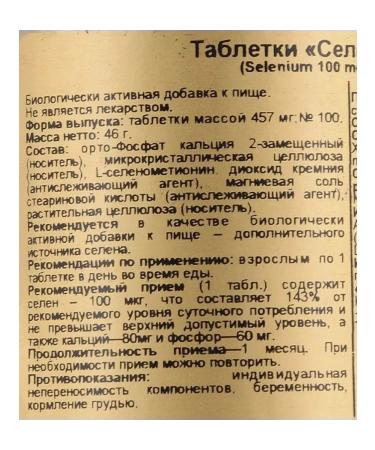 Таблетки «Сел
(Selenium 100 m
Биологически активная добавка к пище.
Не является лекарством.
Форма выпуска: таблетки массой 457 мг, № 100.
Масса нетто: 46 г.
Состав: орто-Фосфат кальция 2-замещенный
(носитель), микрокристаллическая целлюлоза
(носитель), L-селенометионин, диоксид кремния
(антислеживающий агент), магниевая соль
стеариновой кислоты (антислеживающий агент),
растительная целлюлоза (носитель).
Рекомендуется в качестве биологически
активной добавки к пище – дополнительного
источника селена.
Рекомендации по применению: взрослым по 1
таблетке в день во время еды.
Рекомендуемый прием (1 табл.) содержит
селен – 100 мкг, что составляет 143% от
рекомендуемого уровня суточного потребления и
не превышает верхний допустимый уровень, а
также кальций—80мг и фосфор—60 мг.
Продолжительность приема—1 месяц. При
необходимости прием можно повторить.
Противопоказания: индивидуальная
непереносимость компонентов, беременность,
кормление грудью.